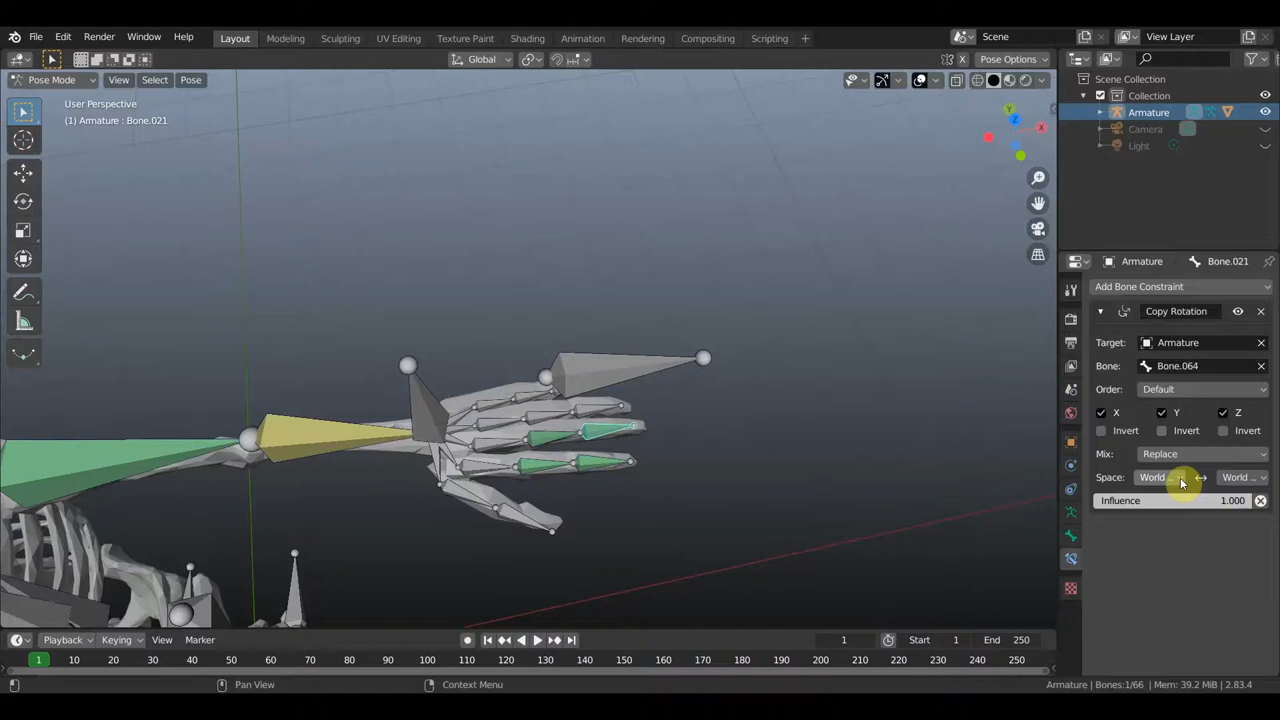 File Edit Render Window Help Layout Modeling Sculpting UV Editing Texture Paint Shading Animation Rendering Compositing Scripting + Scene View Layer
Global X Pose Options
Pose Mode View Select Pose
User Perspective
(1) Armature : Bone.021
Y
Z
X
Scene Collection
Collection
Armature
Camera
Light
Armature Bone.021
Add Bone Constraint
Copy Rotation
Target: Armature
Bone: Bone.064
Order: Default
X Y Z
Invert Invert Invert
Mix: Replace
Space: World ... World ...
Influence 1.000
Playback Keying View Marker 1 Start 1 End 250
1 10 20 30 40 50 60 70 80 90 100 110 120 130 140 150 160 170 180 190 200 210 220 230 240 250
Pan View Context Menu Armature | Bones:1/66 | Mem: 39.2 MiB | 2.83.4